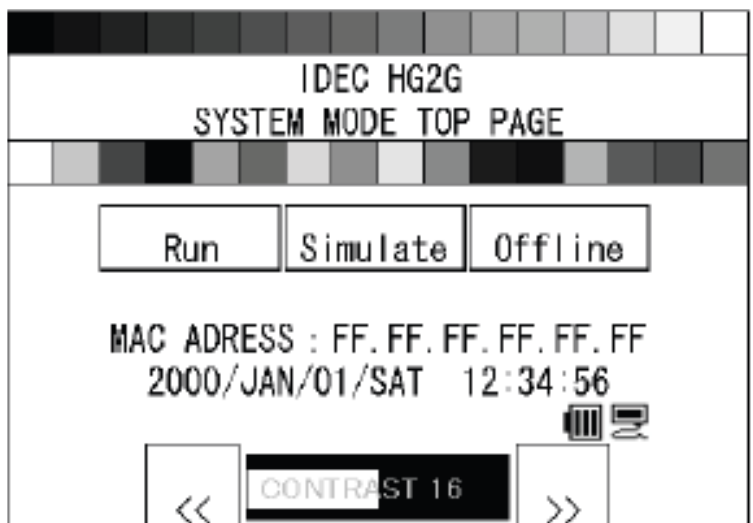 IDEC HG2G
SYSTEM MODE TOP PAGE
Run Simulate Offline
MAC ADRESS : FF. FF. FF. FF. FF. FF
2000/JAN/01/SAT 12:34:56
<< CONTRAST 16 >>